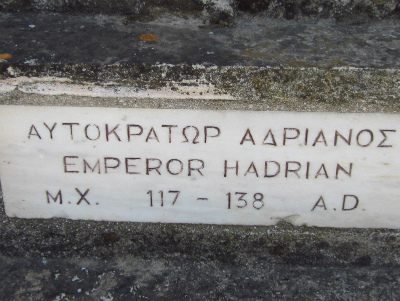 ΑΥΤΟΚΡΑΤΩΡ ΑΔΡΙΑΝΟΣ
EMPEROR HADRIAN
Μ.Χ. 117 - 138 A.D.